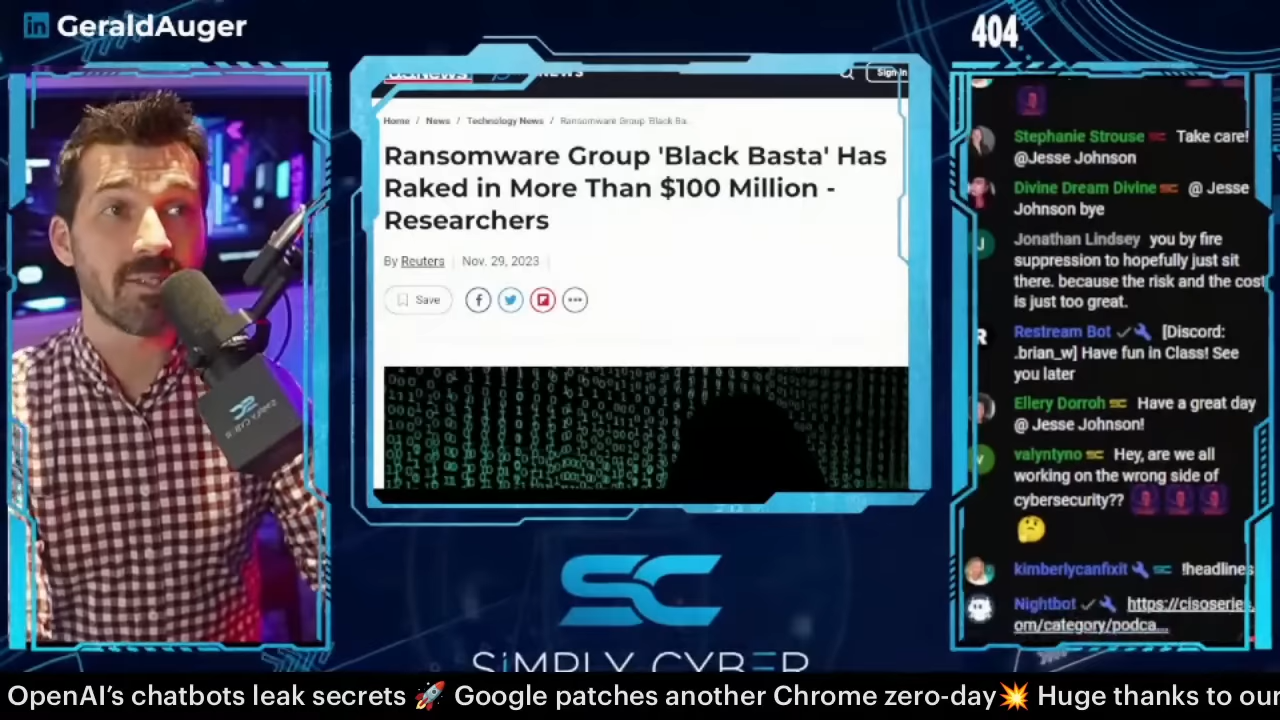 GeraldAuger
404
U.S.News NEWS
Sign In
Home / News / Technology News / Ransomware Group 'Black Ba...
Ransomware Group 'Black Basta' Has
Raked in More Than $100 Million -
Researchers
By Reuters | Nov. 29, 2023
Save
Stephanie Strouse Take care!
@Jesse Johnson
Divine Dream Divine @ Jesse
Johnson bye
Jonathan Lindsey you by fire
suppression to hopefully just sit
there. because the risk and the cost
is just too great.
Restream Bot [Discord:
.brian_w] Have fun in Class! See
you later
Ellery Dorroh Have a great day
@ Jesse Johnson!
valyntyno Hey, are we all
working on the wrong side of
cybersecurity??
kimberlycanfixit !headlines
Nightbot https://cisoseries.
om/category/podca...
SC
SIMPLY CYBER
OpenAI’s chatbots leak secrets 🚀 Google patches another Chrome zero-day💥 Huge thanks to our